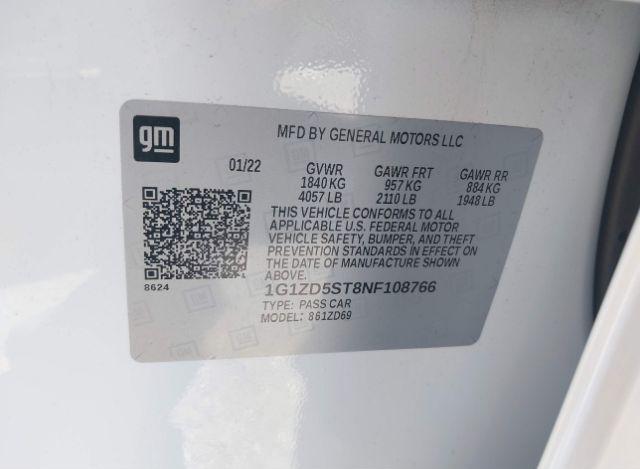 gm
MFD BY GENERAL MOTORS LLC
01/22 GVWR GAWR FRT GAWR RR
1840 KG 957 KG 884 KG
4057 LB 2110 LB 1948 LB
THIS VEHICLE CONFORMS TO ALL
APPLICABLE U.S. FEDERAL MOTOR
VEHICLE SAFETY, BUMPER, AND THEFT
PREVENTION STANDARDS IN EFFECT ON
THE DATE OF MANUFACTURE SHOWN
ABOVE.
8624
1G1ZD5ST8NF108766
TYPE: PASS CAR
MODEL: 861ZD69